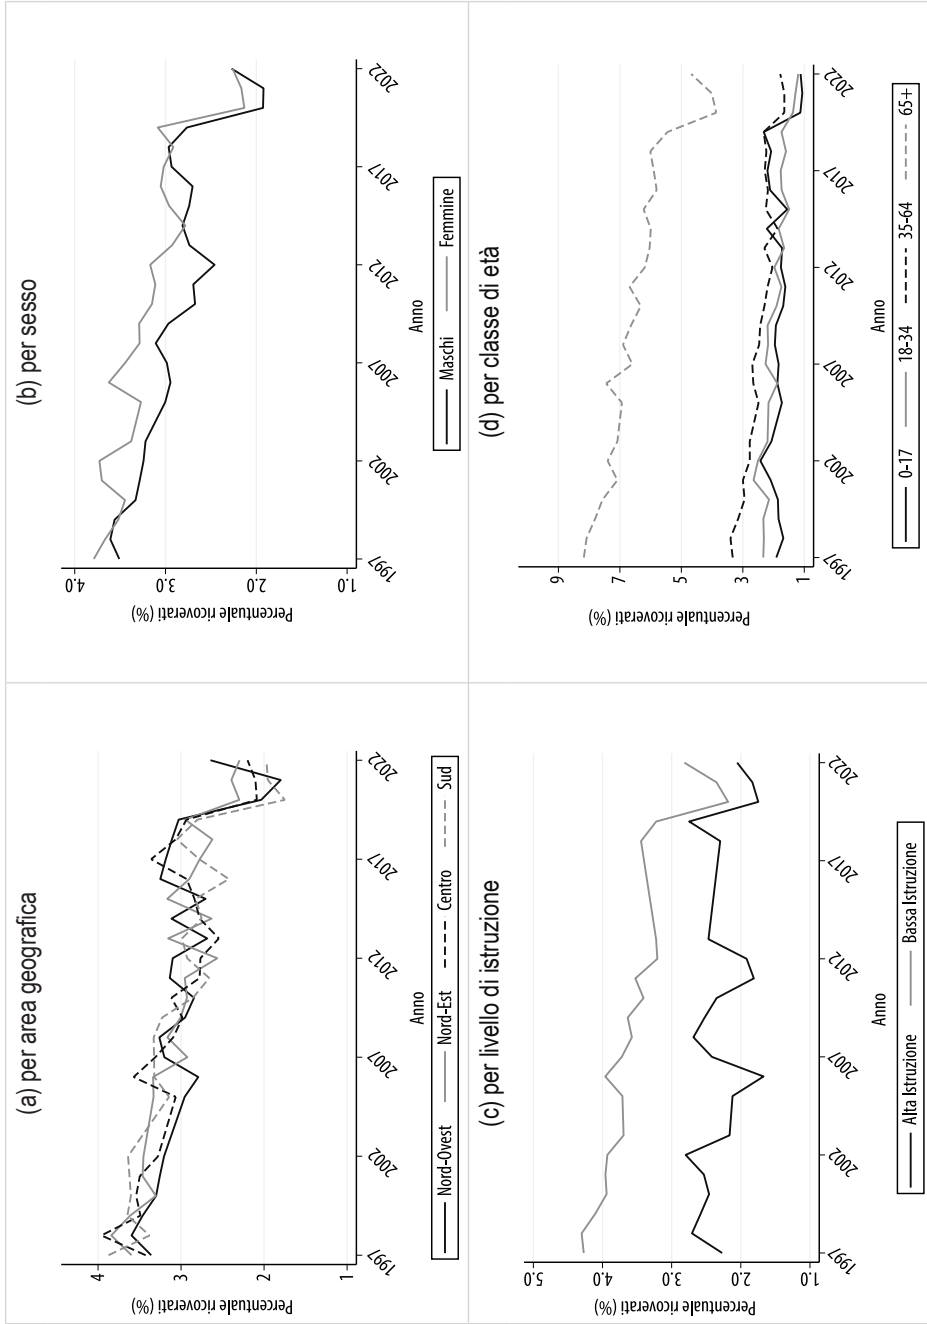 (a) per area geografica
Percentuale ricoverati (%)
4
3
2
1
1997
2002
2007
2012
2017
2022
Anno
Nord-Ovest
Nord-Est
Centro
Sud
(b) per sesso
Percentuale ricoverati (%)
4.0
3.0
2.0
1.0
1997
2002
2007
2012
2017
2022
Anno
Maschi
Femmine
(c) per livello di istruzione
Percentuale ricoverati (%)
5.0
4.0
3.0
2.0
1.0
1997
2002
2007
2012
2017
2022
Anno
Alta Istruzione
Bassa Istruzione
(d) per classe di età
Percentuale ricoverati (%)
9
7
5
3
1
1997
2002
2007
2012
2017
2022
Anno
0-17
18-34
35-64
65+